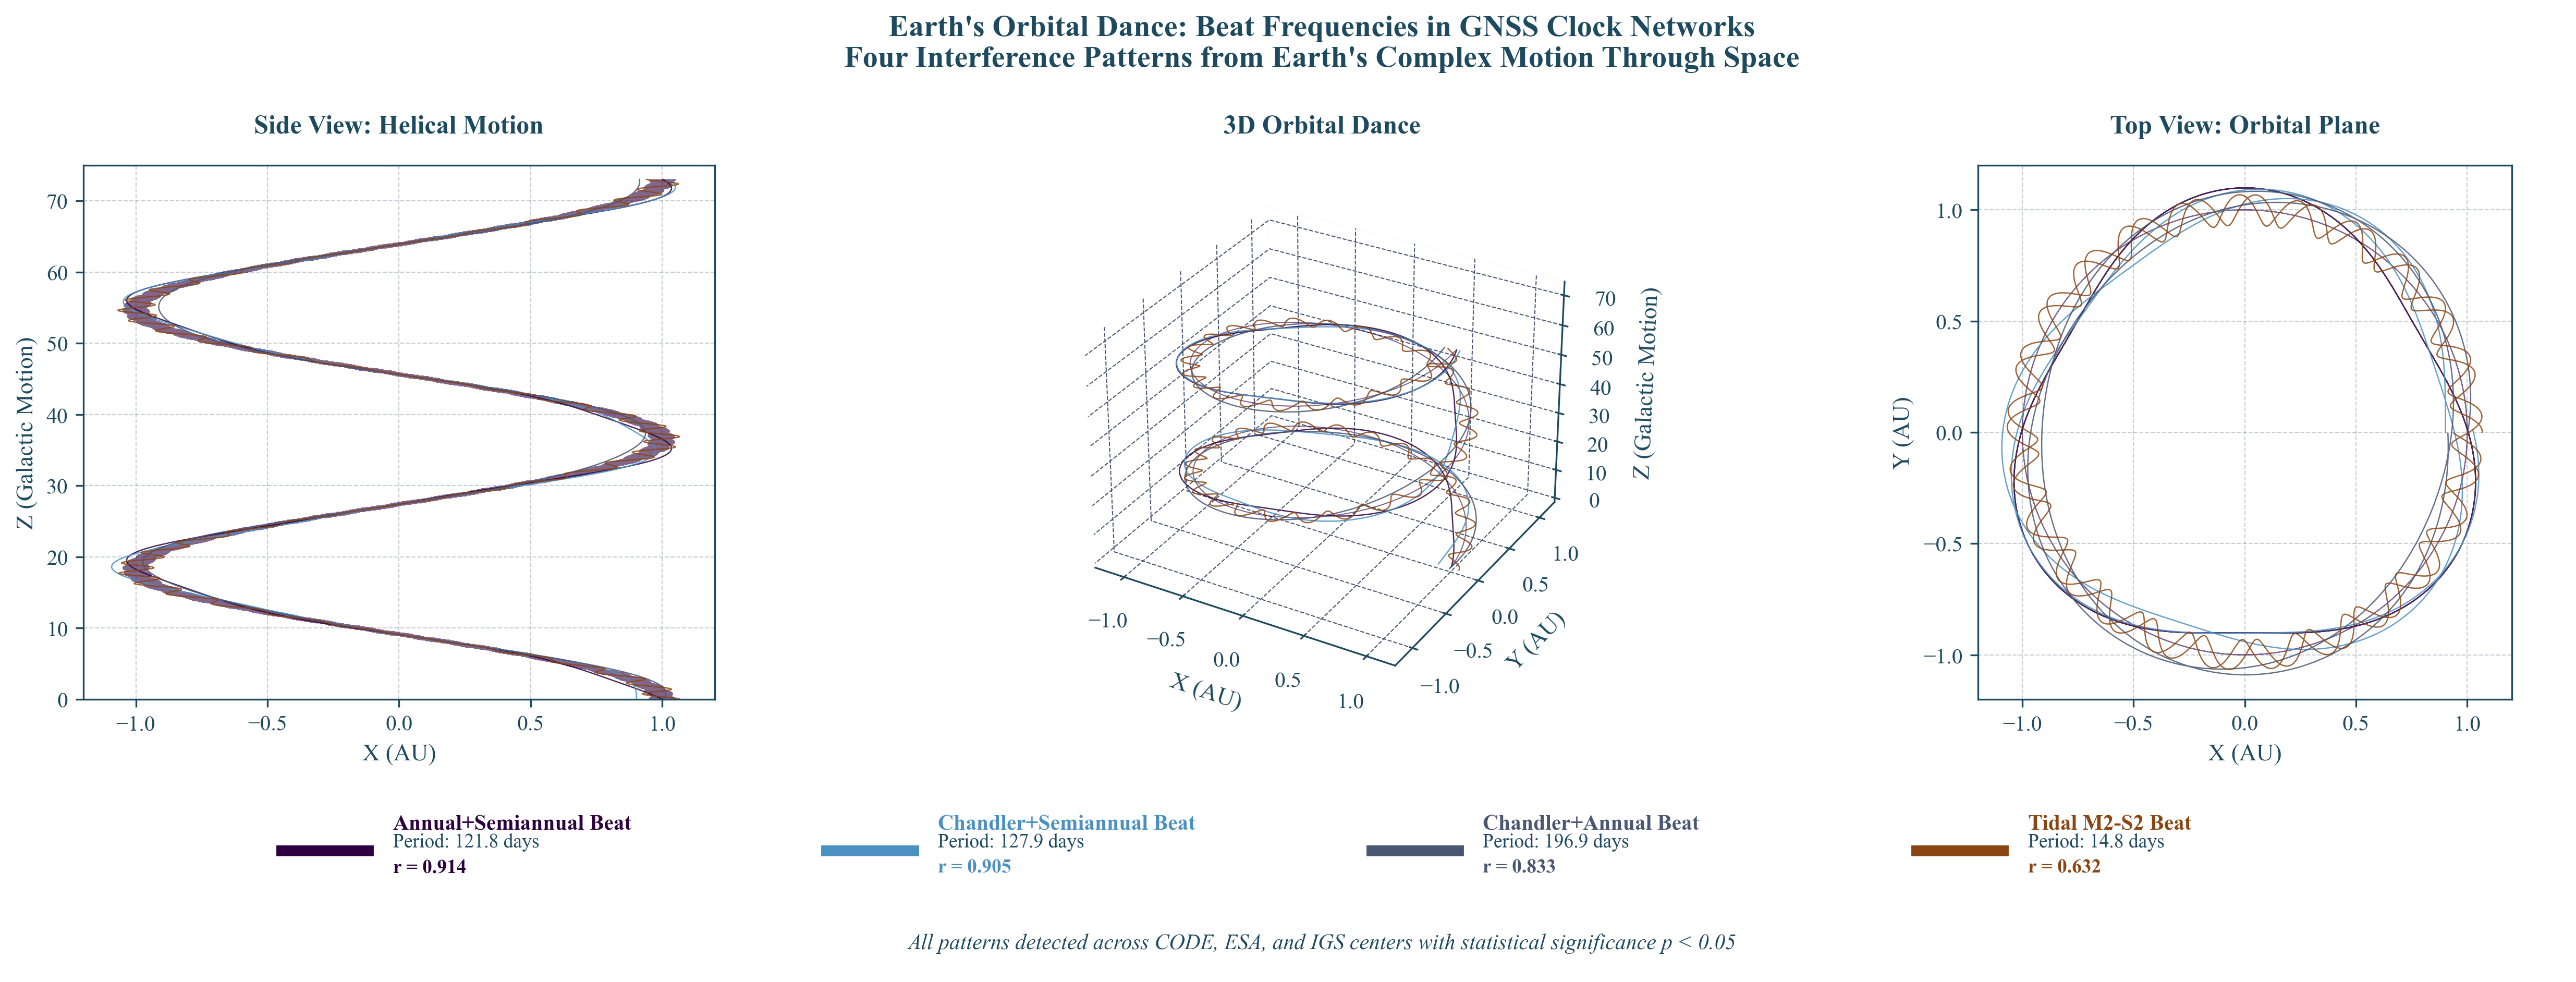 Earth's Orbital Dance: Beat Frequencies in GNSS Clock Networks
Four Interference Patterns from Earth's Complex Motion Through Space
Side View: Helical Motion
70
60
50
40
30
20
10
0
Z (Galactic Motion)
−1.0
−0.5
0.0
0.5
1.0
X (AU)
3D Orbital Dance
70
60
50
40
30
20
10
0
Z (Galactic Motion)
1.0
0.5
0.0
−0.5
−1.0
Y (AU)
−1.0
−0.5
0.0
0.5
1.0
X (AU)
Top View: Orbital Plane
1.0
0.5
0.0
−0.5
−1.0
Y (AU)
−1.0
−0.5
0.0
0.5
1.0
X (AU)
Annual+Semiannual Beat
Period: 121.8 days
r = 0.914
Chandler+Semiannual Beat
Period: 127.9 days
r = 0.905
Chandler+Annual Beat
Period: 196.9 days
r = 0.833
Tidal M2-S2 Beat
Period: 14.8 days
r = 0.632
All patterns detected across CODE, ESA, and IGS centers with statistical significance p < 0.05